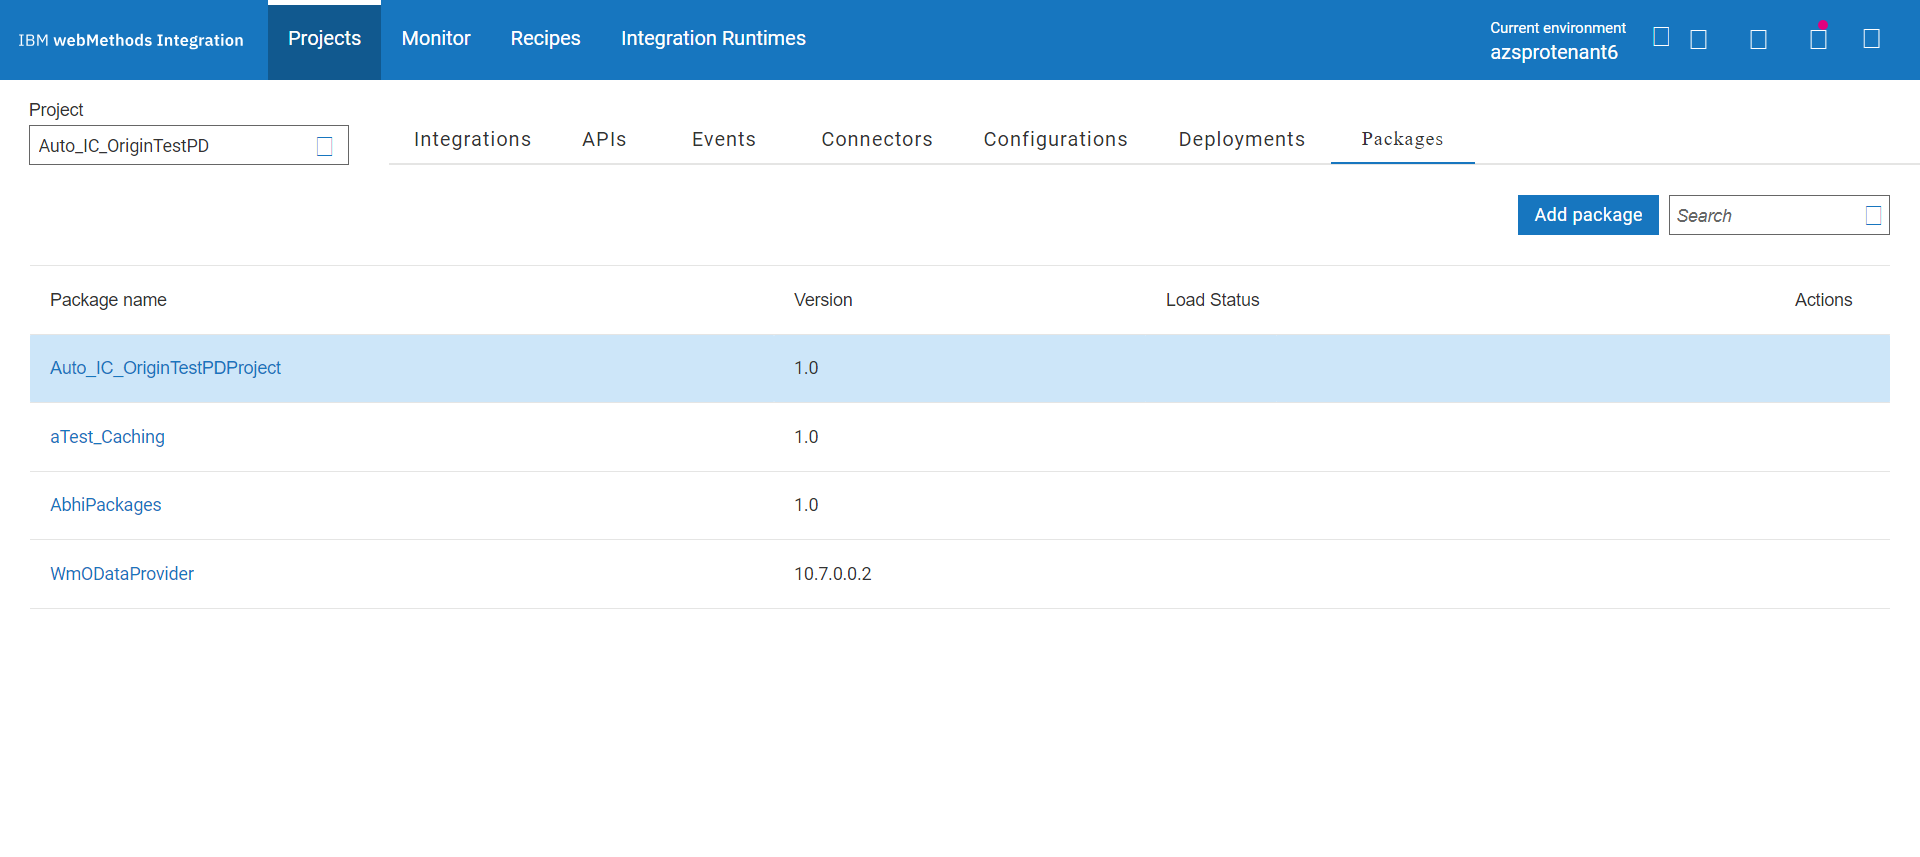 IBM webMethods Integration
Projects
Monitor
Recipes
Integration Runtimes
Current environment
azsprotenant6
Project
Auto_IC_OriginTestPD
Integrations
APIs
Events
Connectors
Configurations
Deployments
Packages
Add package
Search
Package name
Version
Load Status
Actions
Auto_IC_OriginTestPDProject
1.0
aTest_Caching
1.0
AbhiPackages
1.0
WmODataProvider
10.7.0.0.2